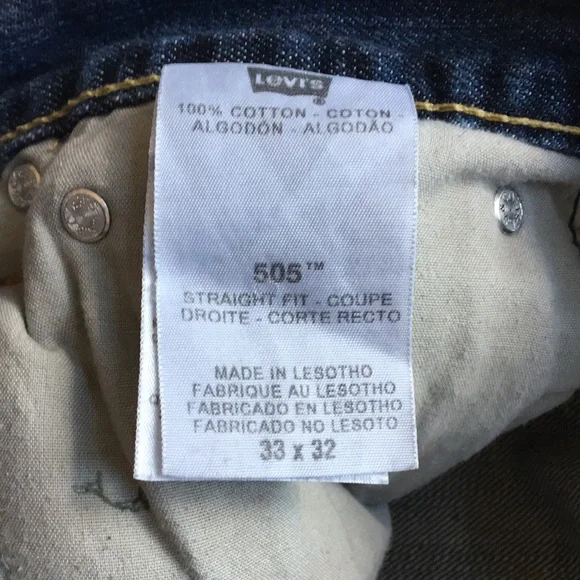 LEVI'S ®
100% COTTON - COTON -
ALGODÓN - ALGODÃO
505™
STRAIGHT FIT - COUPE
DROITE - CORTE RECTO
MADE IN LESOTHO
FABRIQUE AU LESOTHO
FABRICADO EN LESOTHO
FABRICADO NO LESOTO
33 x 32